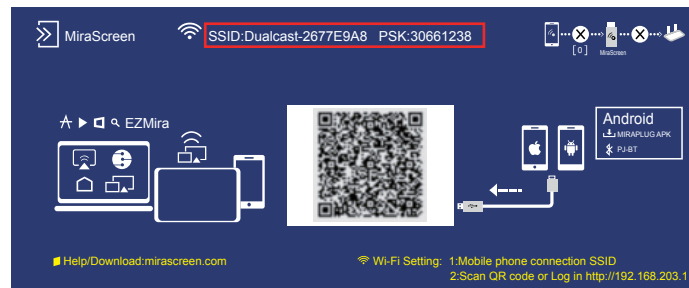 MiraScreen
SSID:Dualcast-2677E9A8 PSK:30661238
[ 0 ]
MiraScreen
EZMira
Android
MIRAPLUG APK
PJ-BT
Help/Download:mirascreen.com
Wi-Fi Setting: 1:Mobile phone connection SSID
2:Scan QR code or Log in http://192.168.203.1